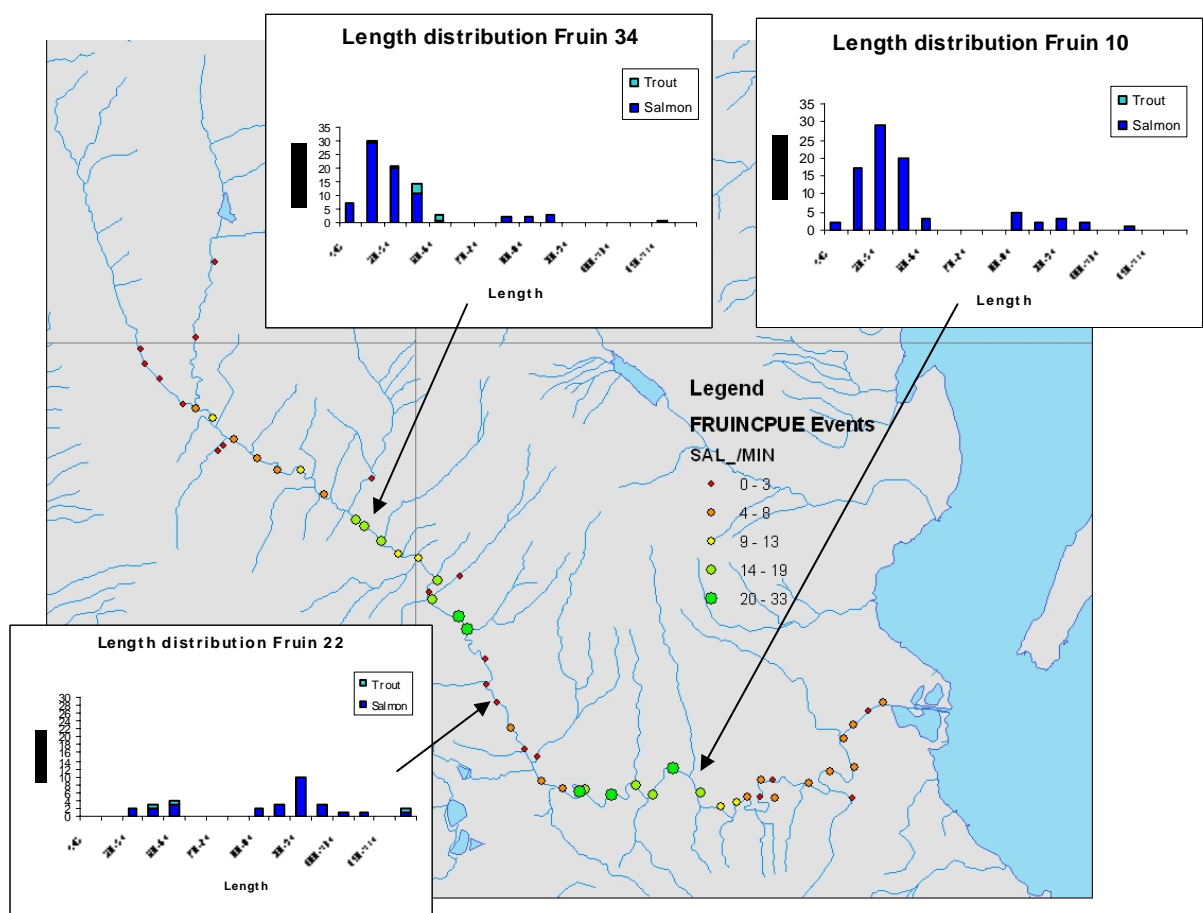 Length distribution Fruin 34
Trout
Salmon
35
30
25
20
15
10
5
0
Length
Length distribution Fruin 10
Trout
Salmon
35
30
25
20
15
10
5
0
Length
Legend
FRUINCPUE Events
SAL_/MIN
0 - 3
4 - 8
9 - 13
14 - 19
20 - 33
Length distribution Fruin 22
Trout
Salmon
30
28
26
24
22
20
18
16
14
12
10
8
6
4
2
0
Length